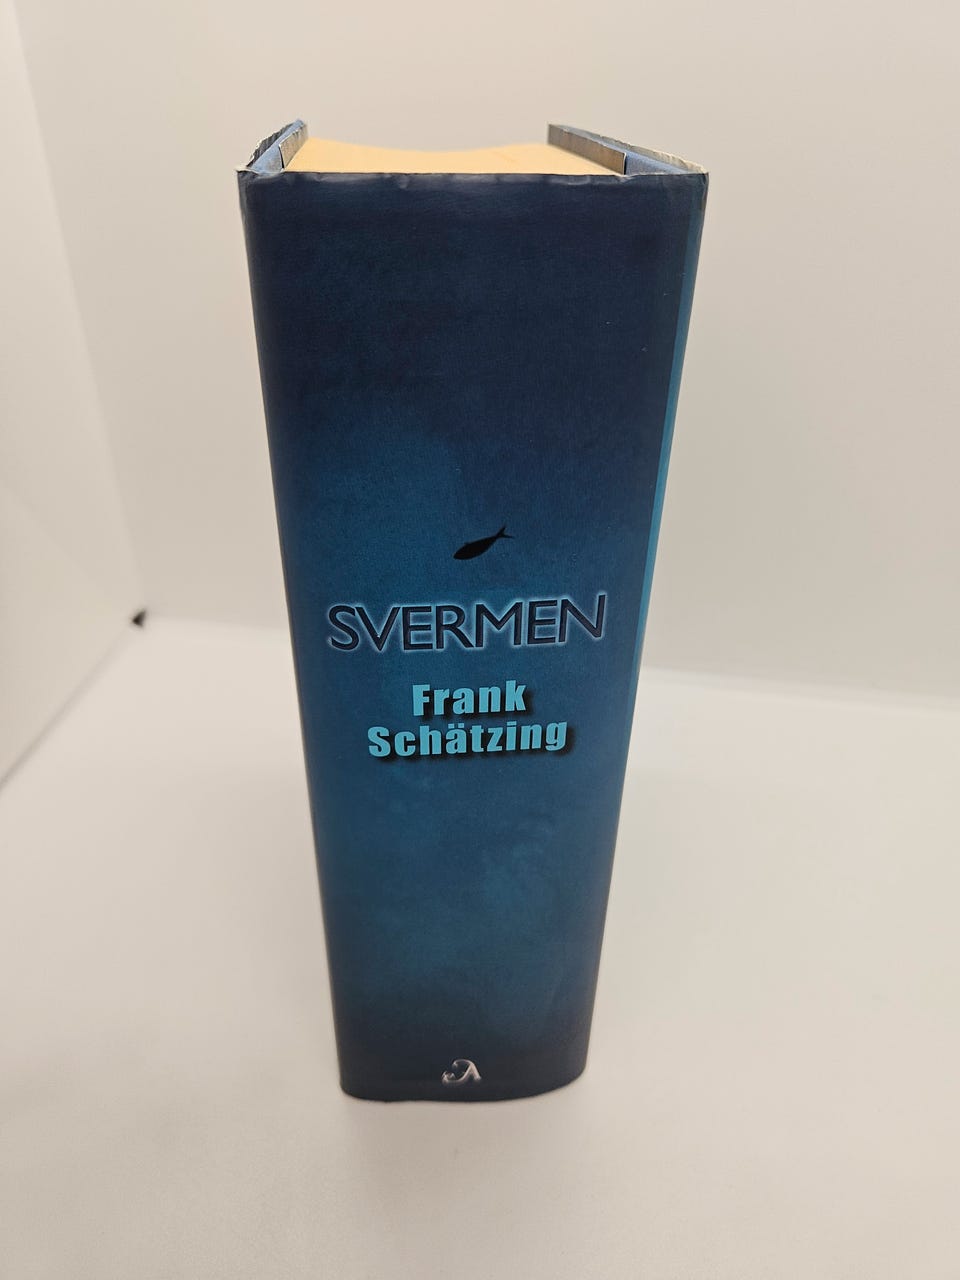 SVERMEN
Frank
Schätzing
A